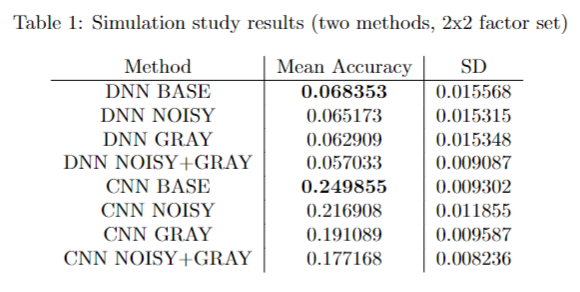 Table 1: Simulation study results (two methods, 2x2 factor set)
Method Mean Accuracy SD
DNN BASE 0.068353 0.015568
DNN NOISY 0.065173 0.015315
DNN GRAY 0.062909 0.015348
DNN NOISY+GRAY 0.057033 0.009087
CNN BASE 0.249855 0.009302
CNN NOISY 0.216908 0.011855
CNN GRAY 0.191089 0.009587
CNN NOISY+GRAY 0.177168 0.008236